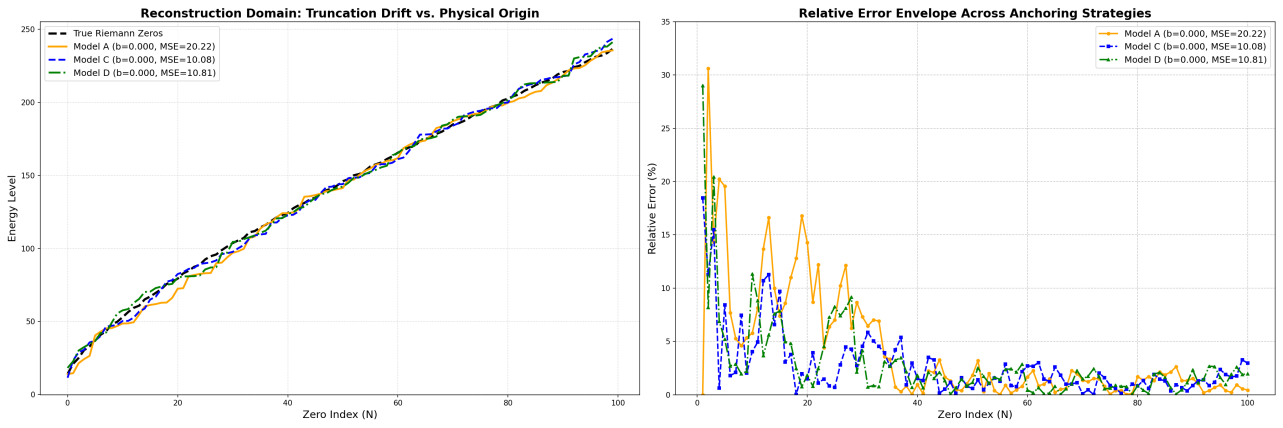 Reconstruction Domain: Truncation Drift vs. Physical Origin
True Riemann Zeros
Model A (b=0.000, MSE=20.22)
Model C (b=0.000, MSE=10.08)
Model D (b=0.000, MSE=10.81)
Energy Level
250
200
150
100
50
0
0 20 40 60 80 100
Zero Index (N)
Relative Error Envelope Across Anchoring Strategies
Model A (b=0.000, MSE=20.22)
Model C (b=0.000, MSE=10.08)
Model D (b=0.000, MSE=10.81)
Relative Error (%)
35
30
25
20
15
10
5
0
0 20 40 60 80 100
Zero Index (N)